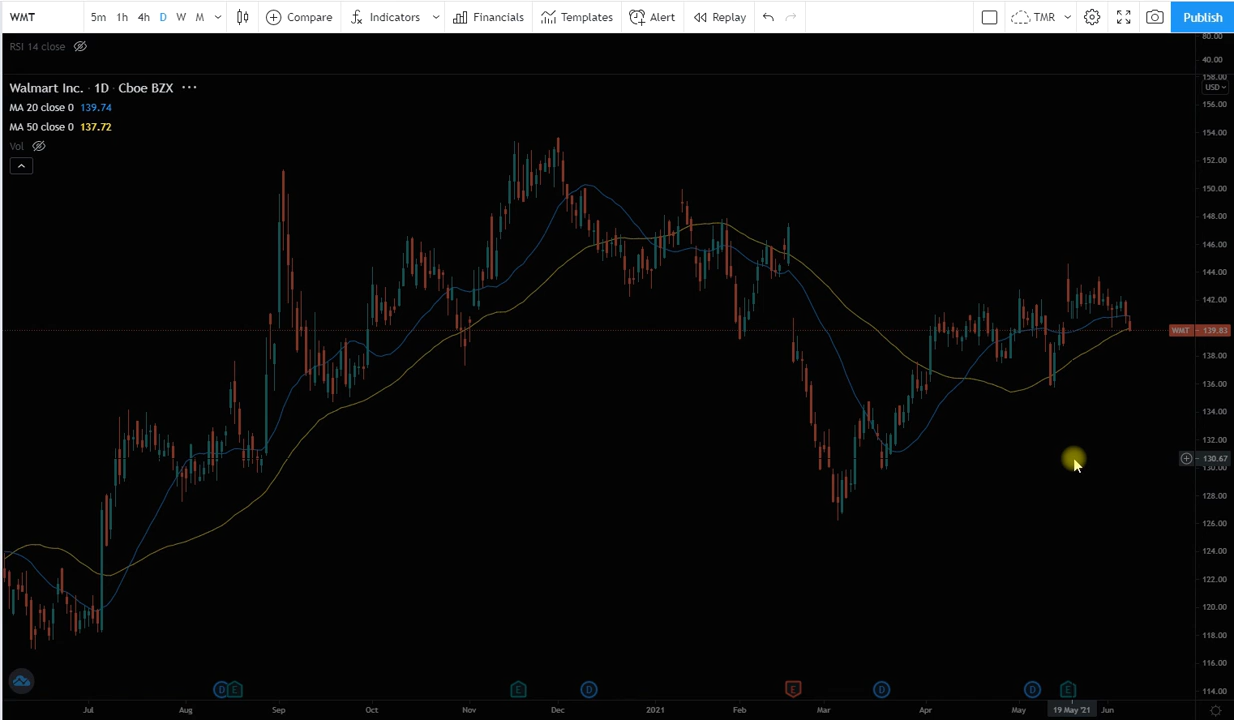 WMT 5m 1h 4h D W M Compare Indicators Financials Templates Alert Replay TMR Publish
RSI 14 close
80.00
40.00
Walmart Inc. · 1D · Cboe BZX ···
158.00
USD
MA 20 close 0 139.74
156.00
MA 50 close 0 137.72
154.00
Vol
152.00
150.00
148.00
146.00
144.00
142.00
WMT 139.83
138.00
136.00
134.00
132.00
130.67
130.00
128.00
126.00
124.00
122.00
120.00
118.00
116.00
D E E D E D D E
114.00
Jul Aug Sep Oct Nov Dec 2021 Feb Mar Apr May 19 May '21 Jun